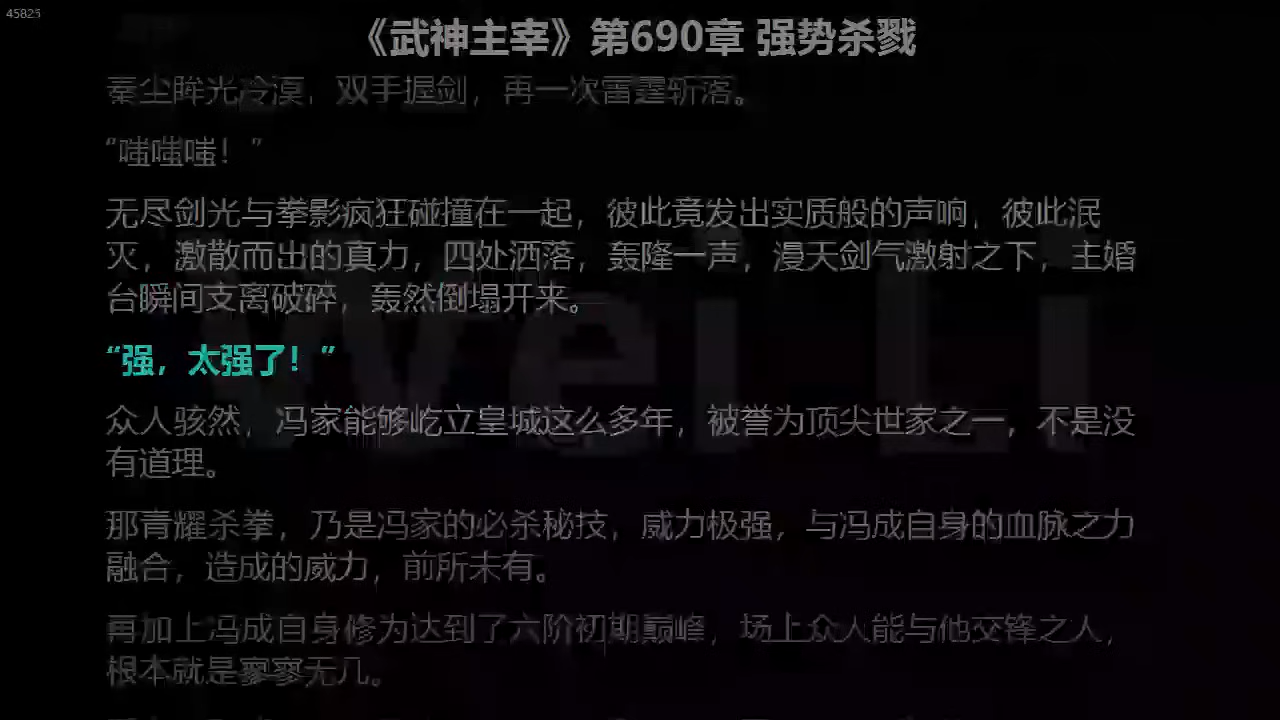 45825
《武神主宰》第690章 强势杀戮
秦尘眸光冷漠，双手握剑，再一次雷霆斩落。
“嗤嗤嗤！”
无尽剑光与拳影疯狂碰撞在一起，彼此竟发出实质般的声响，彼此泯
灭，激散而出的真力，四处洒落，轰隆一声，漫天剑气激射之下，主婚
台瞬间支离破碎，轰然倒塌开来。
“强，太强了！”
众人骇然，冯家能够屹立皇城这么多年，被誉为顶尖世家之一，不是没
有道理。
那青耀杀拳，乃是冯家的必杀秘技，威力极强，与冯成自身的血脉之力
融合，造成的威力，前所未有。
再加上冯成自身修为达到了六阶初期巅峰，场上众人能与他交锋之人，
根本就是寥寥无几。
Wei Li